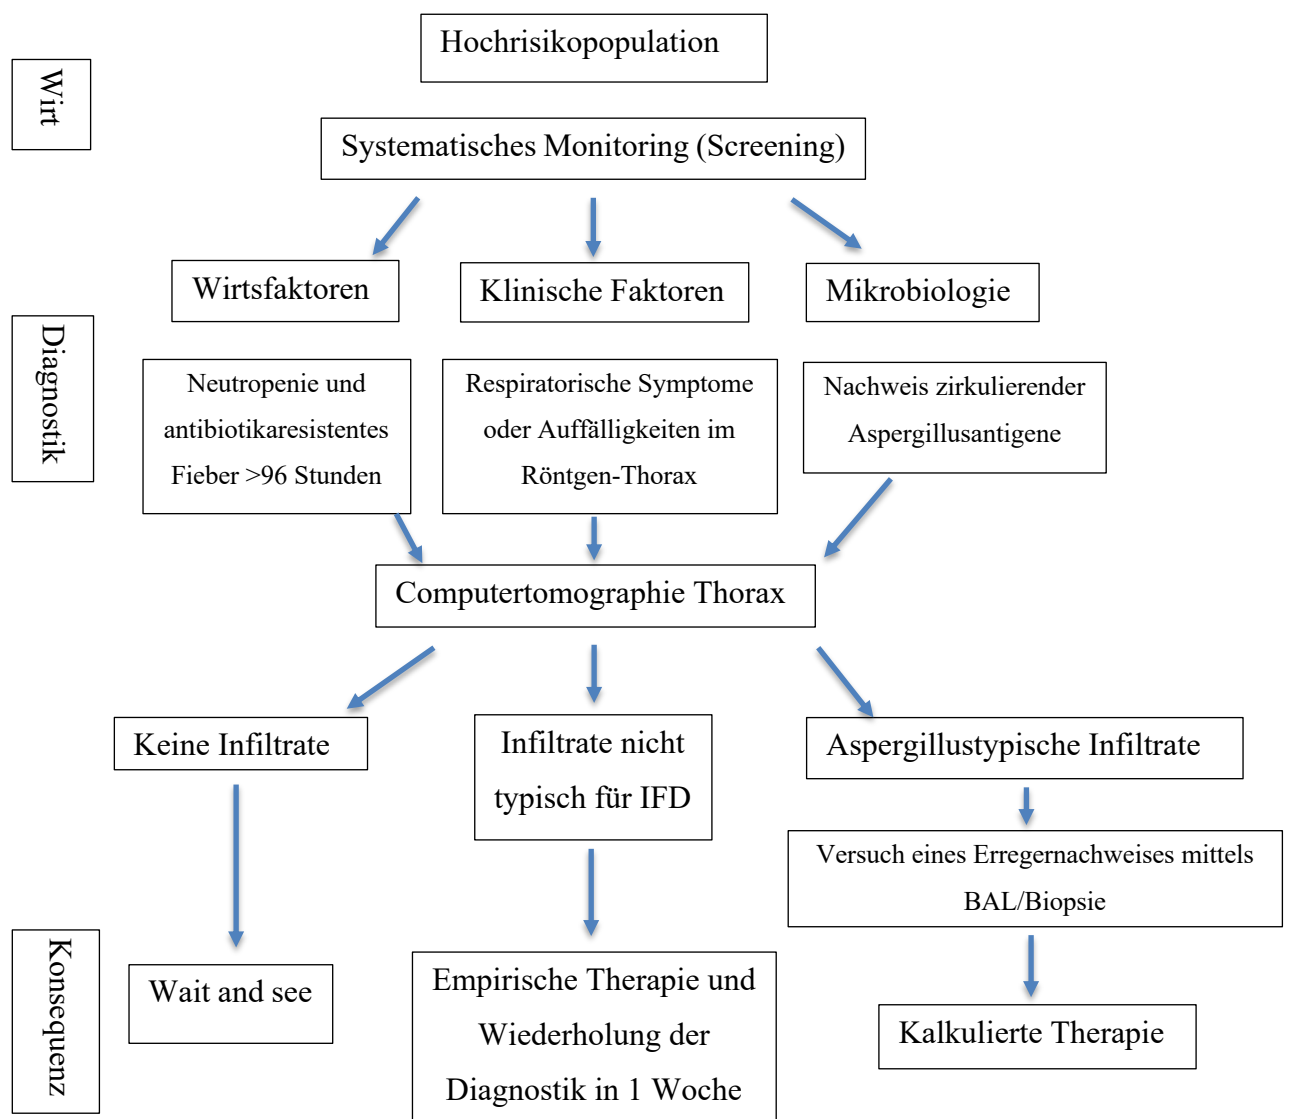 Hochrisikopopulation
Wirt
Systematisches Monitoring (Screening)
Wirtsfaktoren
Klinische Faktoren
Mikrobiologie
Diagnostik
Neutropenie und
antibiotikaresistentes
Fieber >96 Stunden
Respiratorische Symptome
oder Auffälligkeiten im
Röntgen-Thorax
Nachweis zirkulierender
Aspergillusantigene
Computertomographie Thorax
Keine Infiltrate
Infiltrate nicht
typisch für IFD
Aspergillustypische Infiltrate
Versuch eines Erregernachweises mittels
BAL/Biopsie
Konsequenz
Wait and see
Empirische Therapie und
Wiederholung der
Diagnostik in 1 Woche
Kalkulierte Therapie